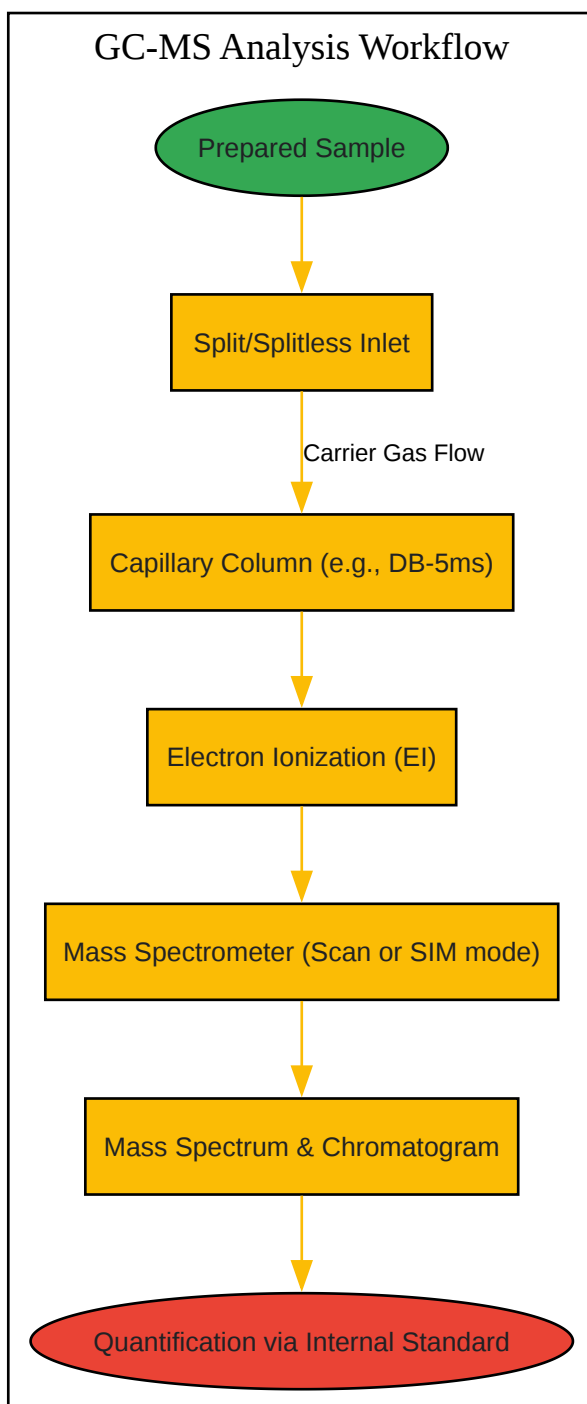 GC-MS Analysis Workflow
Prepared Sample
Split/Splitless Inlet
Carrier Gas Flow
Capillary Column (e.g., DB-5ms)
Electron Ionization (EI)
Mass Spectrometer (Scan or SIM mode)
Mass Spectrum & Chromatogram
Quantification via Internal Standard